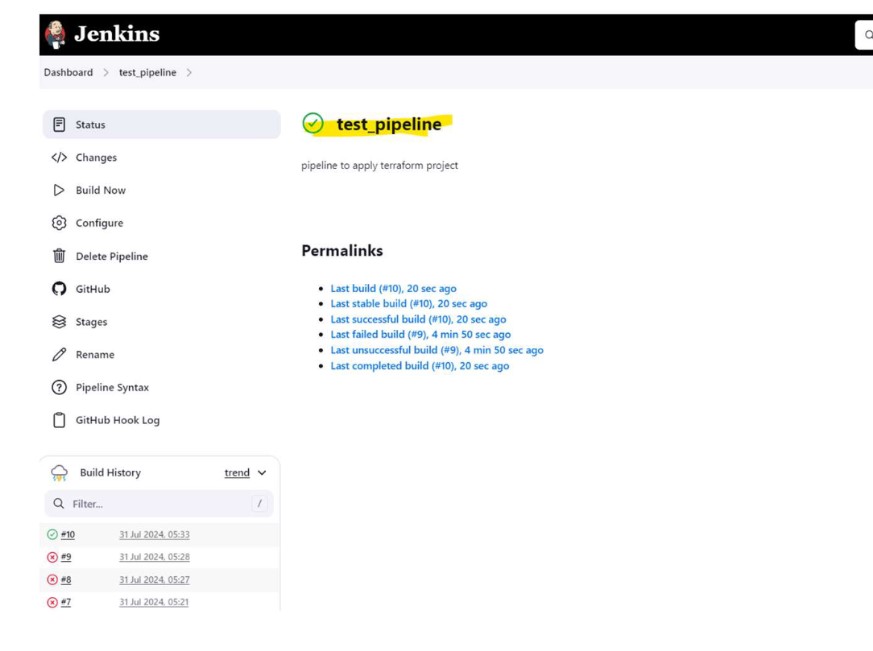 Jenkins
Dashboard > test_pipeline >
Status
Changes
Build Now
Configure
Delete Pipeline
GitHub
Stages
Rename
Pipeline Syntax
GitHub Hook Log
Build History trend
Filter... /
#10 31 Jul 2024, 05:33
#9 31 Jul 2024, 05:28
#8 31 Jul 2024, 05:27
#7 31 Jul 2024, 05:21
test_pipeline
pipeline to apply terraform project
Permalinks
Last build (#10), 20 sec ago
Last stable build (#10), 20 sec ago
Last successful build (#10), 20 sec ago
Last failed build (#9), 4 min 50 sec ago
Last unsuccessful build (#9), 4 min 50 sec ago
Last completed build (#10), 20 sec ago